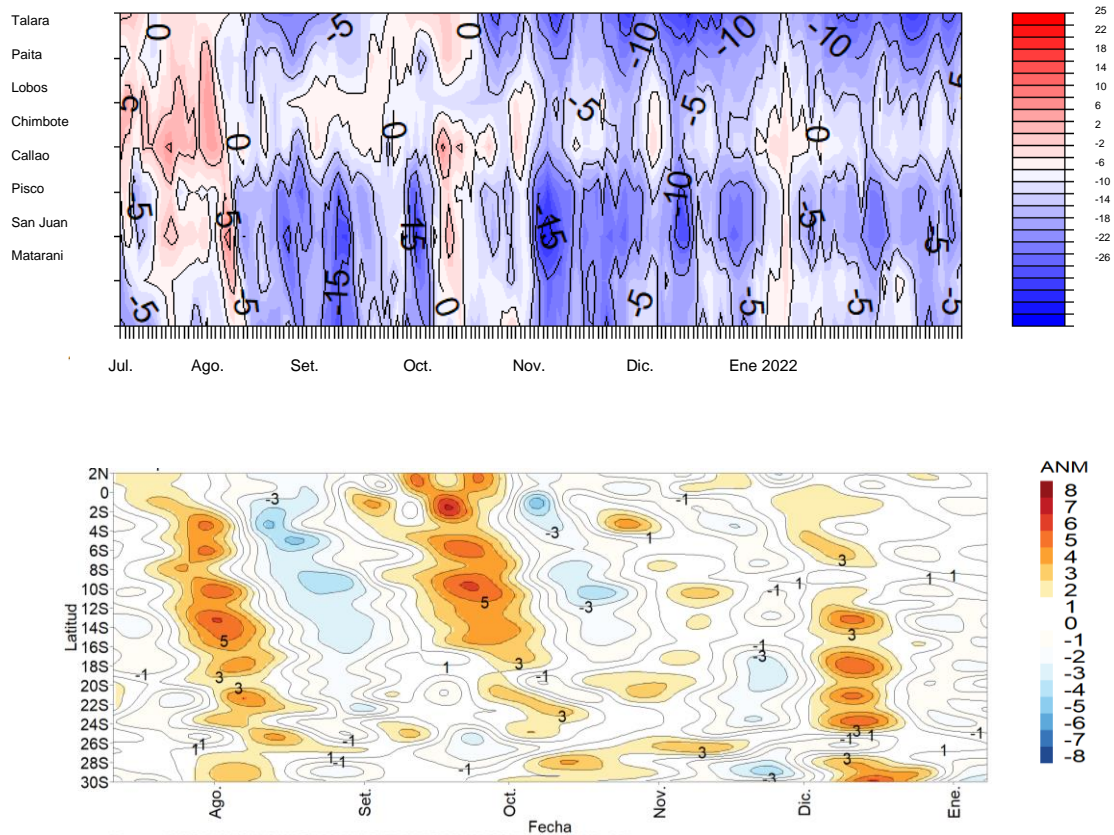 Talara
Paita
Lobos
Chimbote
Callao
Pisco
San Juan
Matarani
0
-5
0
-10
-10
-10
5
-5
-5
5
0
0
0
-5
5
-15
-15
-10
-5
-5
-5
-5
-15
0
-5
-5
-5
-5
Jul.
Ago.
Set.
Oct.
Nov.
Dic.
Ene 2022
25
22
18
14
10
6
2
-2
-6
-10
-14
-18
-22
-26
2N
0
2S
4S
6S
8S
10S
12S
14S
16S
18S
20S
22S
24S
26S
28S
30S
Latitud
-3
-1
-3
1
3
-1
1
1
5
-3
5
3
-1
-3
-1
3
1
3
-1
3
3
3
-1
1
-1
-1
1
-1
1
-1
-1
3
3
1
-3
Ago.
Set.
Oct.
Nov.
Dic.
Ene.
Fecha
ANM
8
7
6
5
4
3
2
1
0
-1
-2
-3
-4
-5
-6
-7
-8